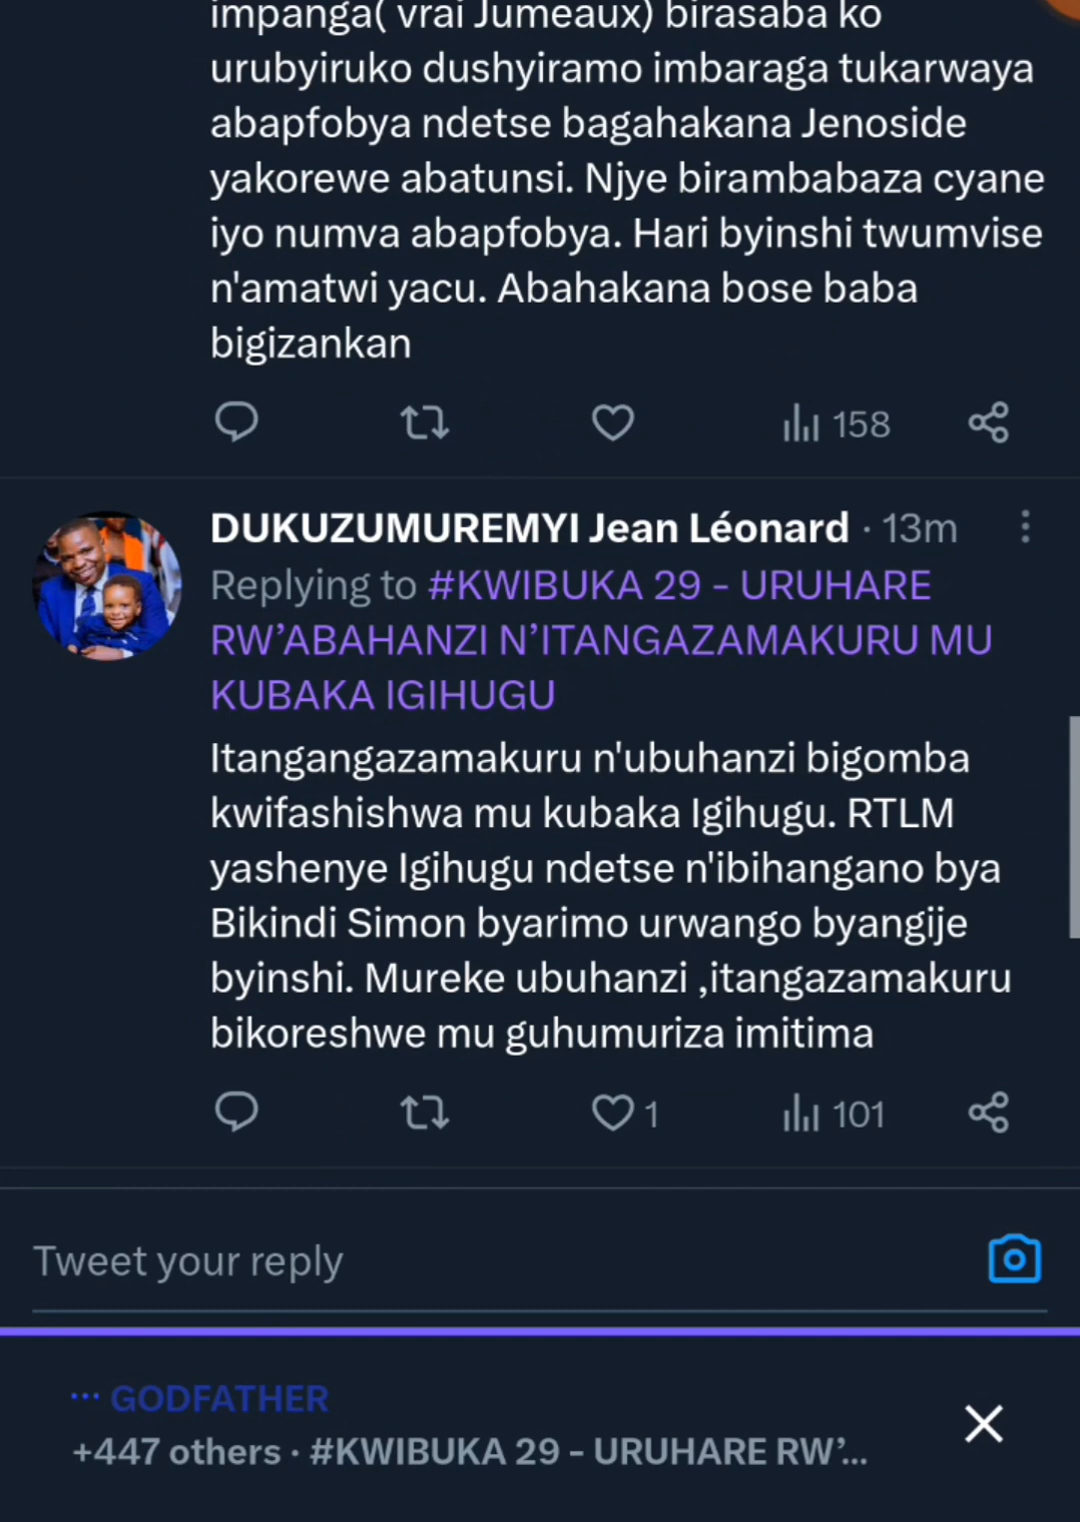 impanga( vrai Jumeaux) birasaba ko
urubyiruko dushyiramo imbaraga tukarwaya
abapfobya ndetse bagahakana Jenoside
yakorewe abatunsi. Njye birambabaza cyane
iyo numva abapfobya. Hari byinshi twumvise
n'amatwi yacu. Abahakana bose baba
bigizankan
158
DUKUZUMUREMYI Jean Léonard · 13m
Replying to #KWIBUKA 29 - URUHARE
RW’ABAHANZI N’ITANGAZAMAKURU MU
KUBAKA IGIHUGU
Itangangazamakuru n'ubuhanzi bigomba
kwifashishwa mu kubaka Igihugu. RTLM
yashenye Igihugu ndetse n'ibihangano bya
Bikindi Simon byarimo urwango byangije
byinshi. Mureke ubuhanzi ,itangazamakuru
bikoreshwe mu guhumuriza imitima
1 101
Tweet your reply
··· GODFATHER
+447 others · #KWIBUKA 29 - URUHARE RW’...